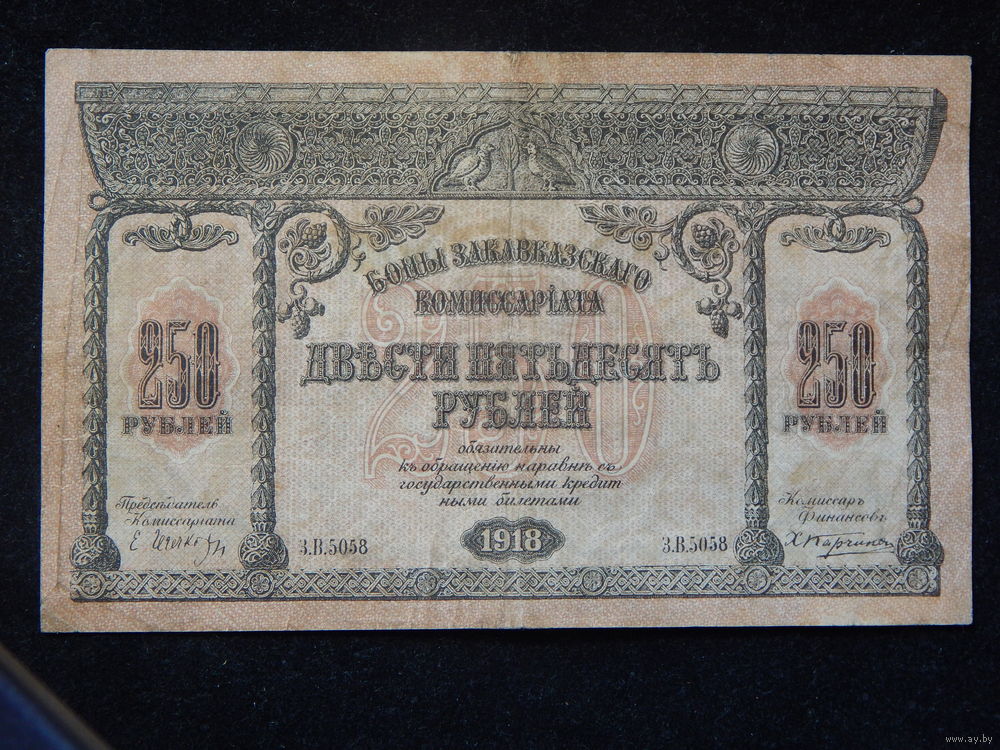 БОНЫ ЗАКАВКАЗСКАГО
КОМИССАРІАТА
ДВѢСТИ ПЯТЬДЕСЯТЪ
РУБЛЕЙ
обязательны
къ обращенію наравнѣ съ
государственными кредит
ными билетами
250
РУБЛЕЙ
250
РУБЛЕЙ
Предсѣдатель
Комиссаріата
Комиссаръ
Финансовъ
З.В.5058
1918
З.В.5058
www.ay.by